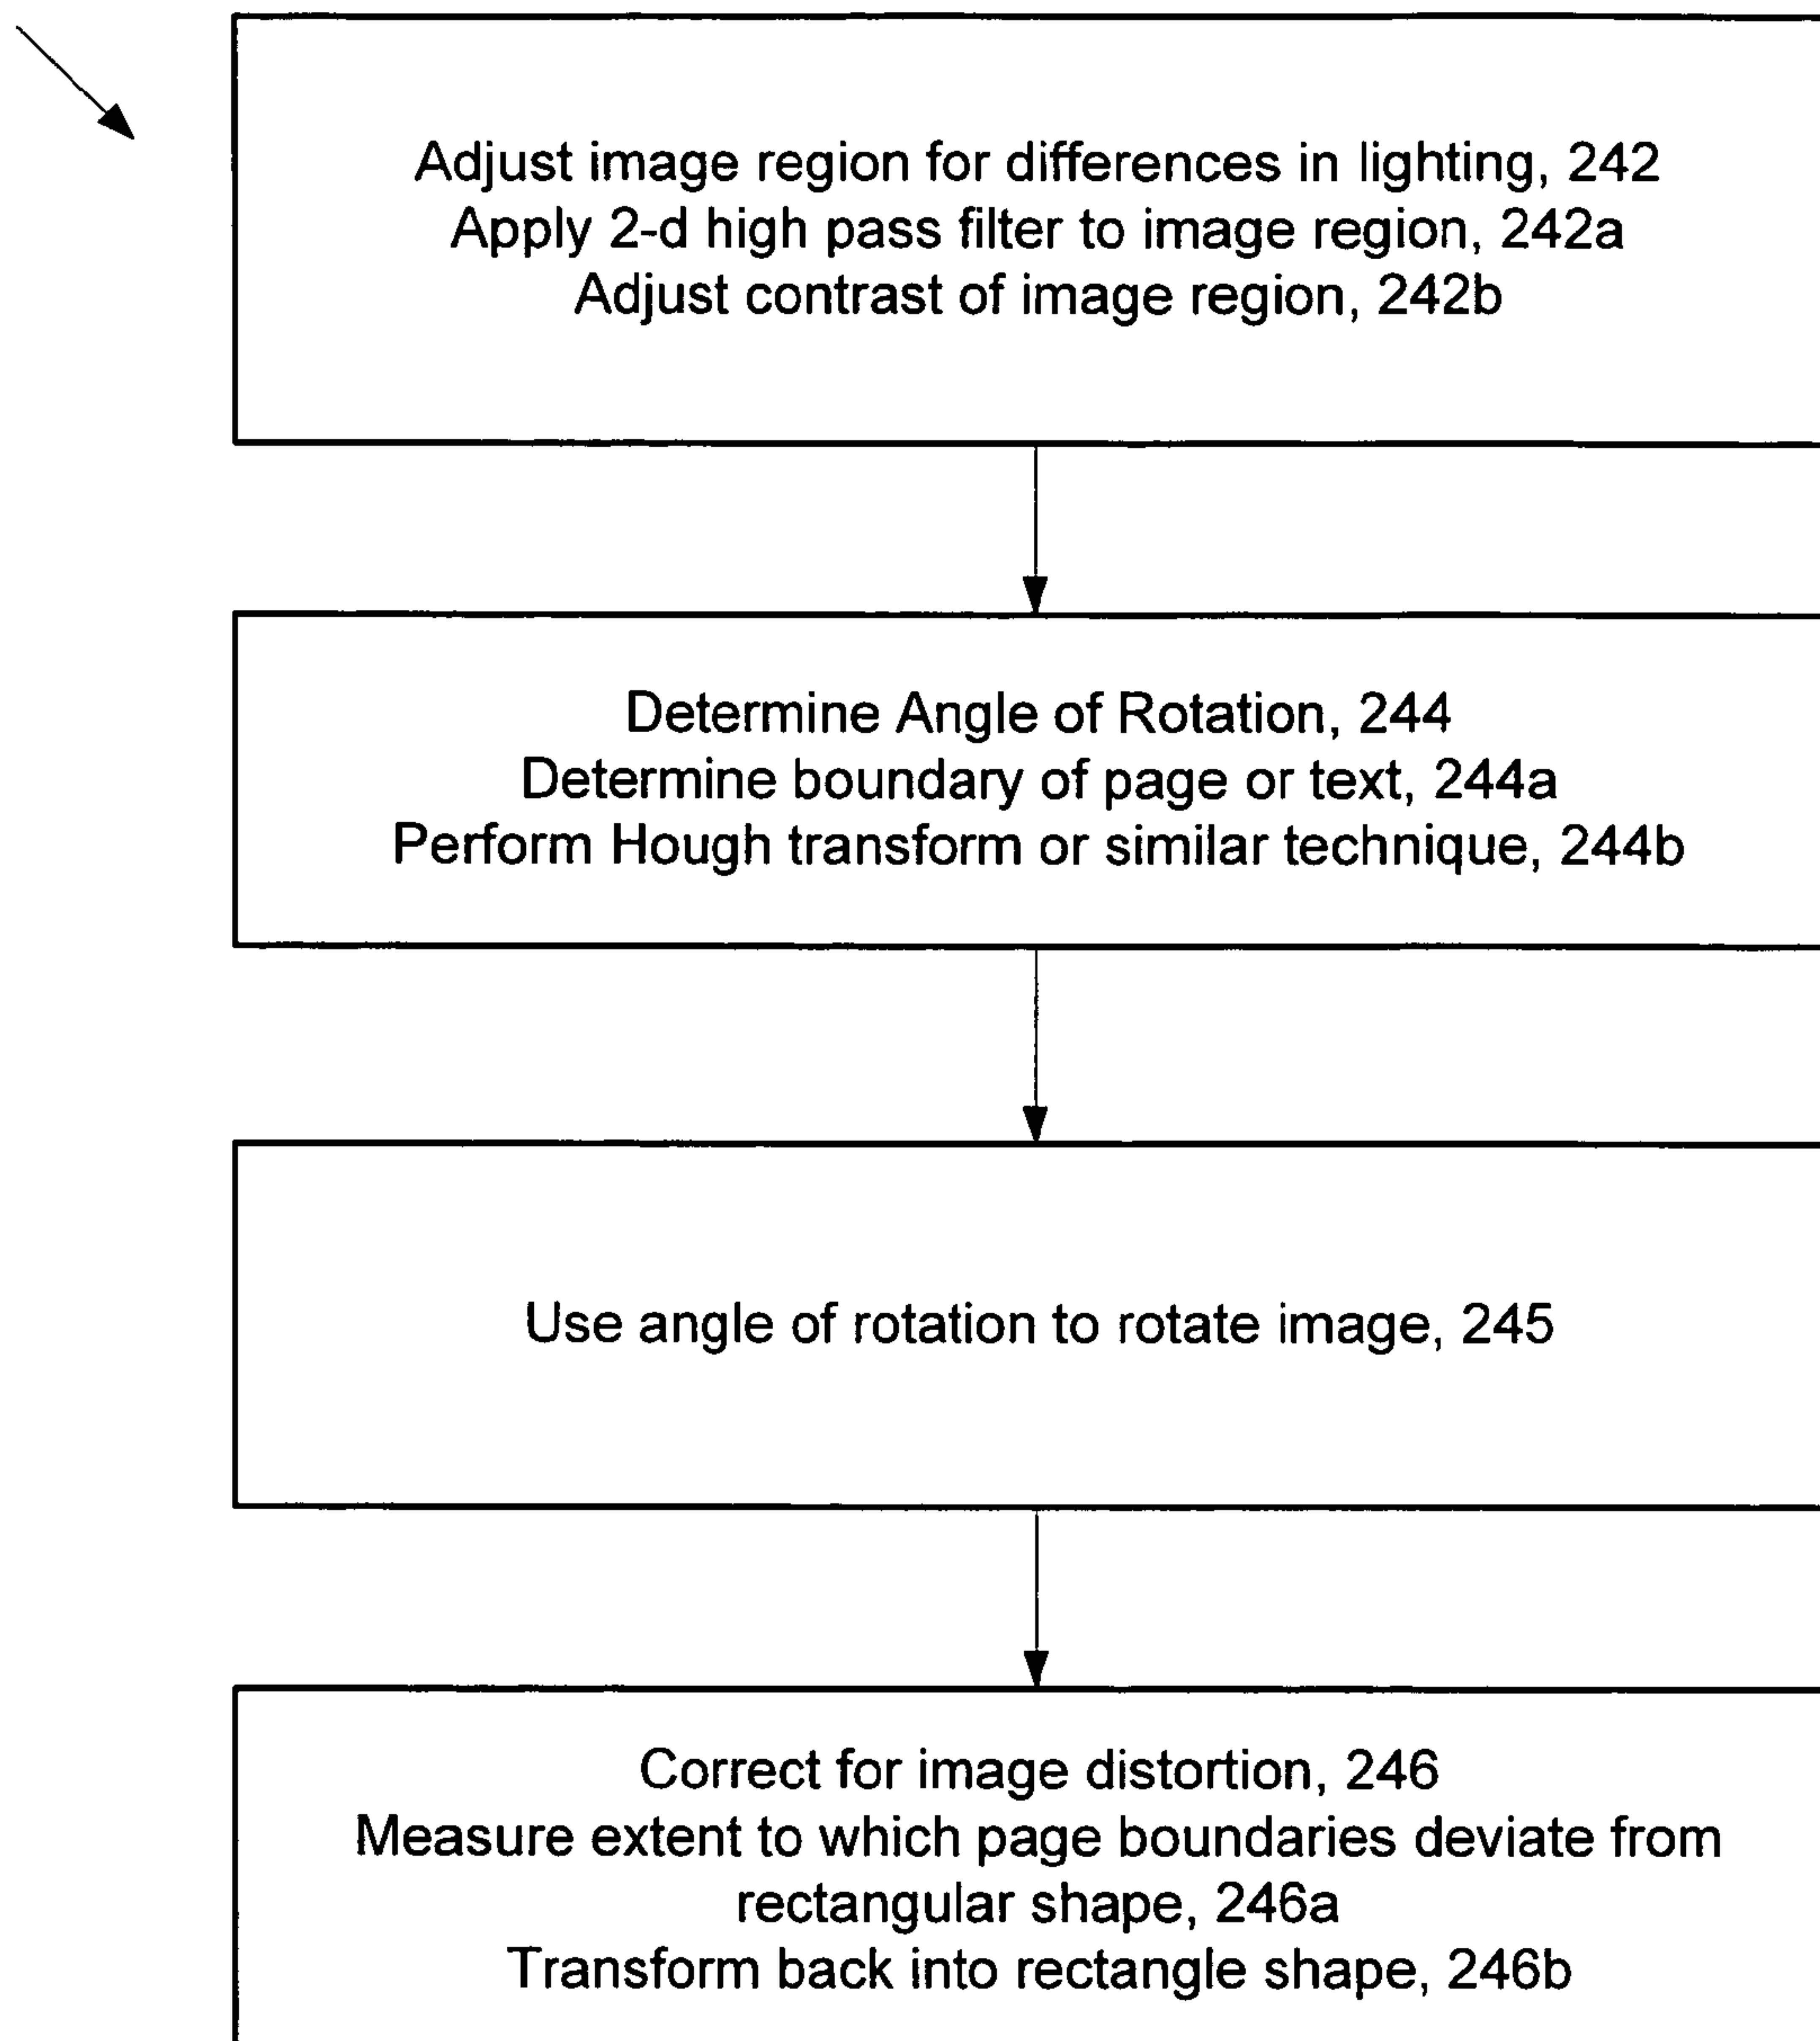 Adjust image region for differences in lighting, 242
Apply 2-d high pass filter to image region, 242a
Adjust contrast of image region, 242b
Determine Angle of Rotation, 244
Determine boundary of page or text, 244a
Perform Hough transform or similar technique, 244b
Use angle of rotation to rotate image, 245
Correct for image distortion, 246
Measure extent to which page boundaries deviate from
rectangular shape, 246a
Transform back into rectangle shape, 246b